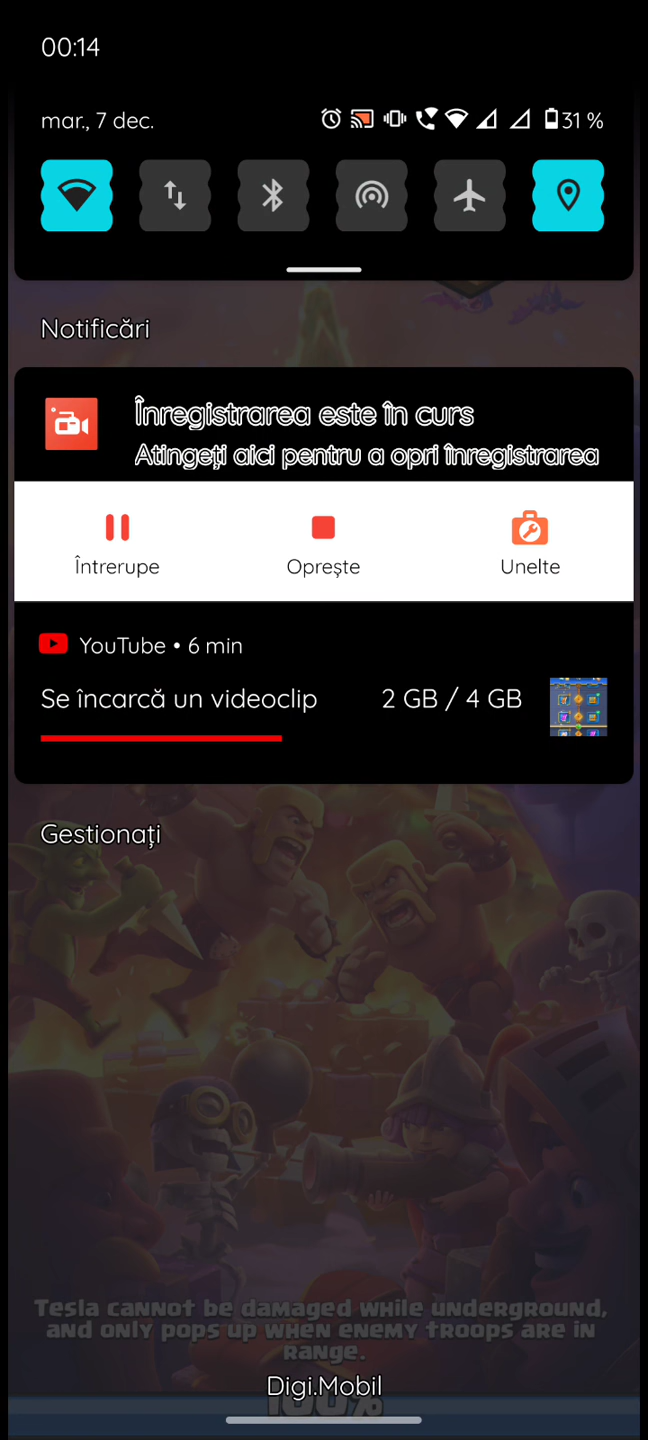 00:14
mar., 7 dec.
31 %
Notificări
Înregistrarea este în curs
Atingeți aici pentru a opri înregistrarea
Întrerupe
Oprește
Unelte
YouTube • 6 min
Se încarcă un videoclip
2 GB / 4 GB
Gestionați
Tesla cannot be damaged while underground,
and only pops up when enemy troops are in
range.
Digi.Mobil
100%